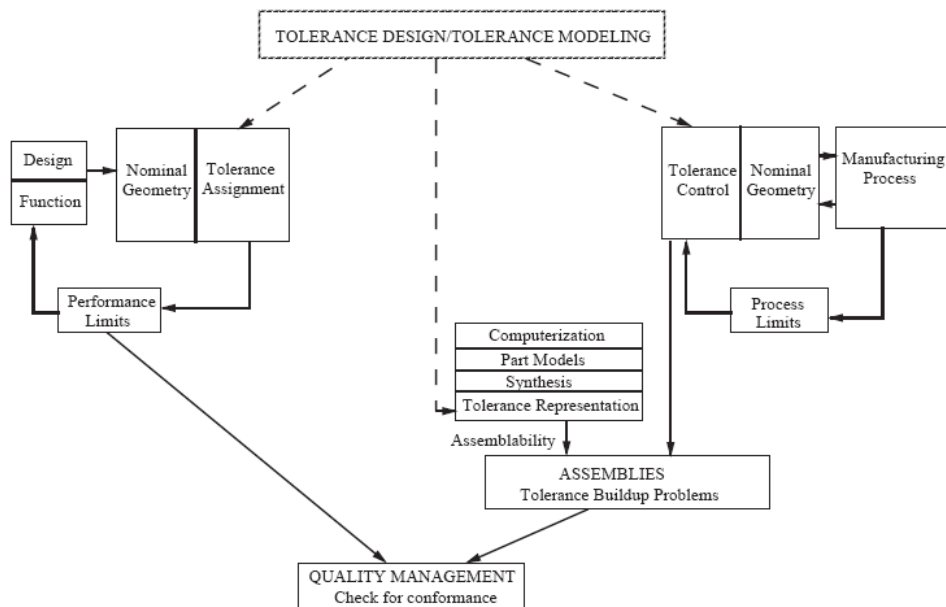 TOLERANCE DESIGN/TOLERANCE MODELING
Design
Function
Nominal
Geometry
Tolerance
Assignment
Performance
Limits
Tolerance
Control
Nominal
Geometry
Manufacturing
Process
Process
Limits
Computerization
Part Models
Synthesis
Tolerance Representation
Assemblability
ASSEMBLIES
Tolerance Buildup Problems
QUALITY MANAGEMENT
Check for conformance